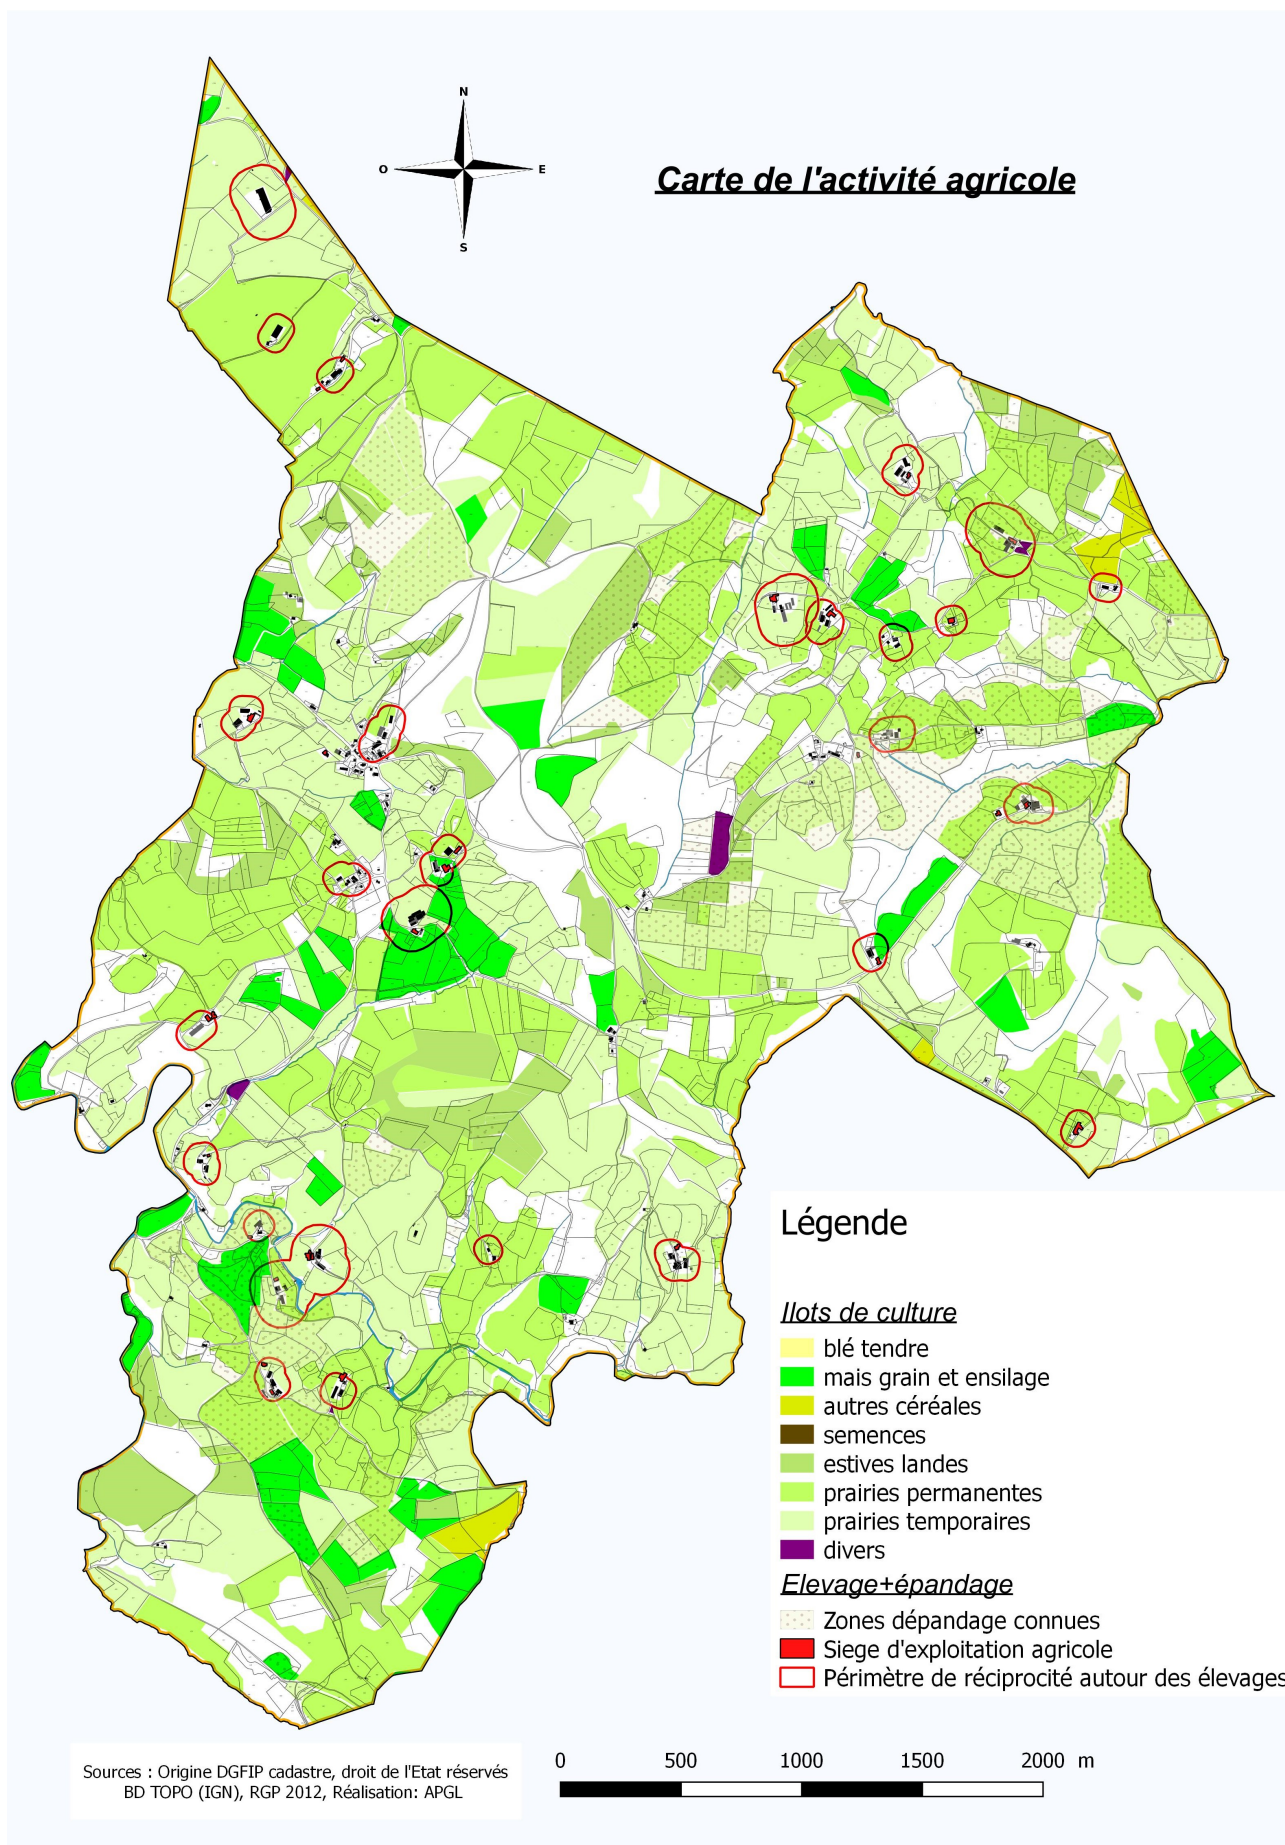 N
O
E
S
Carte de l'activité agricole
Légende
Ilots de culture
blé tendre
mais grain et ensilage
autres céréales
semences
estives landes
prairies permanentes
prairies temporaires
divers
Elevage+épandage
Zones dépandage connues
Siege d'exploitation agricole
Périmètre de réciprocité autour des élevages
Sources : Origine DGFIP cadastre, droit de l'Etat réservés
BD TOPO (IGN), RGP 2012, Réalisation: APGL
0 500 1000 1500 2000 m